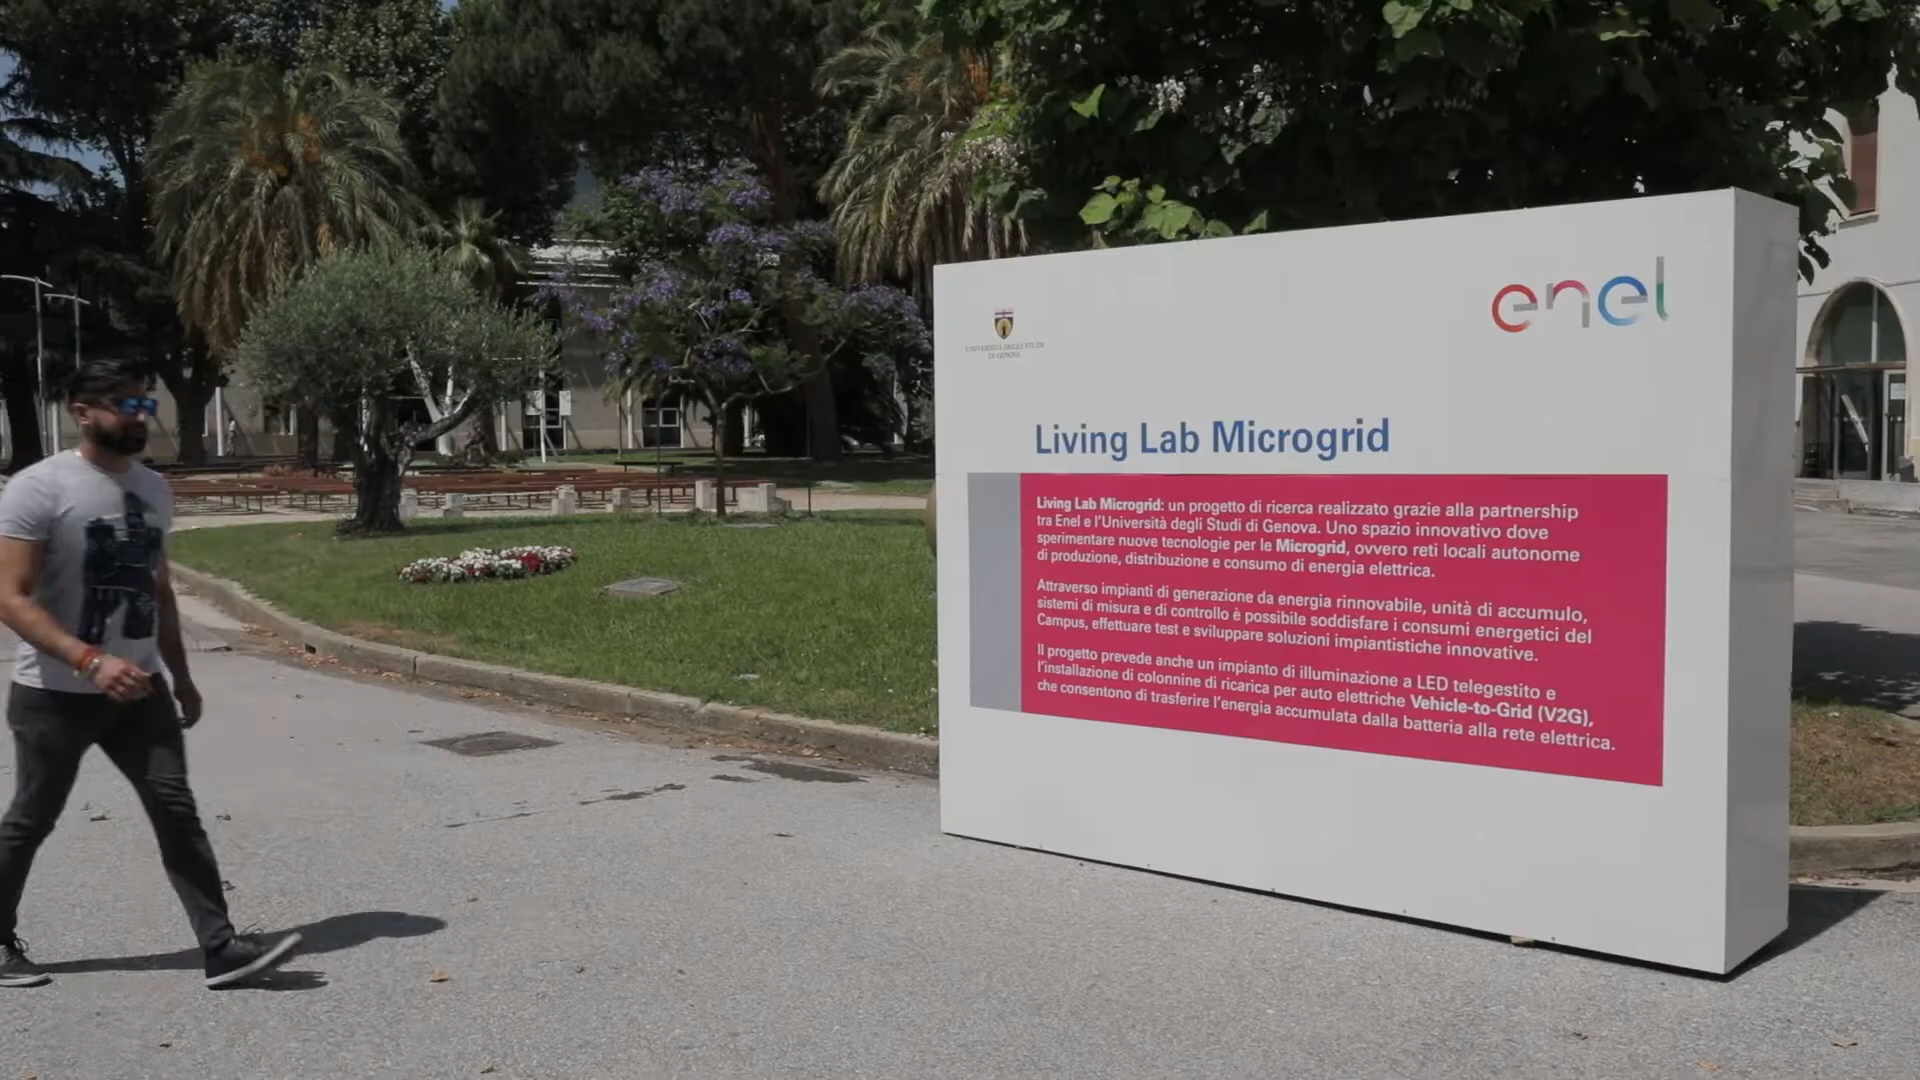 UNIVERSITÀ DEGLI STUDI
DI GENOVA
enel
Living Lab Microgrid
Living Lab Microgrid: un progetto di ricerca realizzato grazie alla partnership
tra Enel e l'Università degli Studi di Genova. Uno spazio innovativo dove
sperimentare nuove tecnologie per le Microgrid, ovvero reti locali autonome
di produzione, distribuzione e consumo di energia elettrica.
Attraverso impianti di generazione da energia rinnovabile, unità di accumulo,
sistemi di misura e di controllo è possibile soddisfare i consumi energetici del
Campus, effettuare test e sviluppare soluzioni impiantistiche innovative.
Il progetto prevede anche un impianto di illuminazione a LED telegestito e
l'installazione di colonnine di ricarica per auto elettriche Vehicle-to-Grid (V2G),
che consentono di trasferire l'energia accumulata dalla batteria alla rete elettrica.